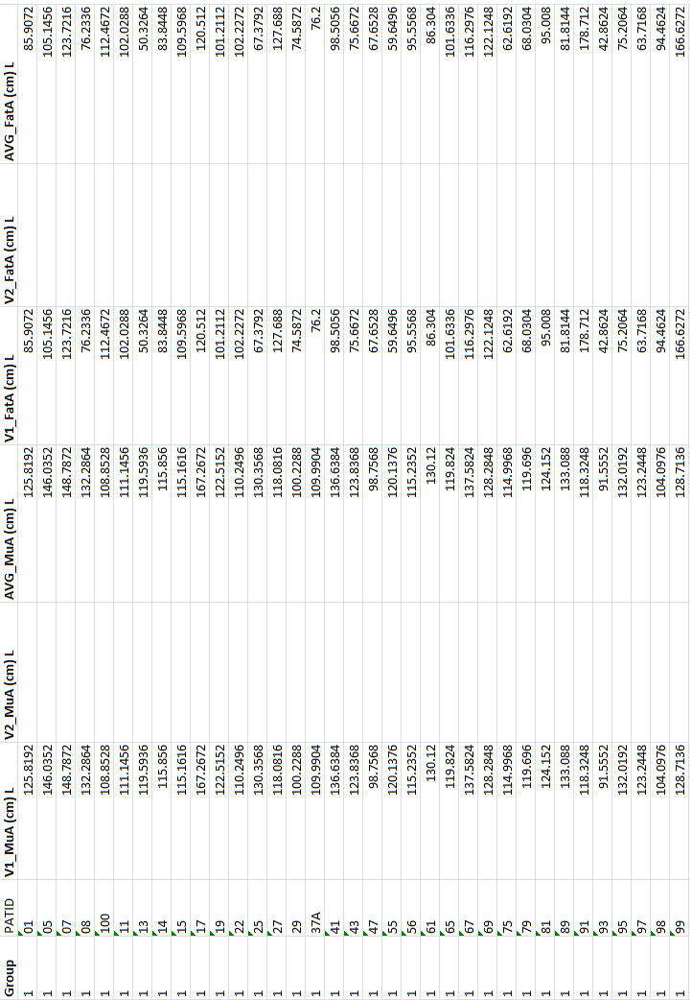 Group PATID V1_MuA (cm) L V2_MuA (cm) L AVG_MuA (cm) L V1_FatA (cm) L V2_FatA (cm) L AVG_FatA (cm) L
1 01 125.8192 125.8192 85.9072 85.9072
1 05 146.0352 146.0352 105.1456 105.1456
1 07 148.7872 148.7872 123.7216 123.7216
1 08 132.2864 132.2864 76.2336 76.2336
1 100 108.8528 108.8528 112.4672 112.4672
1 11 111.1456 111.1456 102.0288 102.0288
1 13 119.5936 119.5936 50.3264 50.3264
1 14 115.856 115.856 83.8448 83.8448
1 15 115.1616 115.1616 109.5968 109.5968
1 17 167.2672 167.2672 120.512 120.512
1 19 122.5152 122.5152 101.2112 101.2112
1 22 110.2496 110.2496 102.2272 102.2272
1 25 130.3568 130.3568 67.3792 67.3792
1 27 118.0816 118.0816 127.688 127.688
1 29 100.2288 100.2288 74.5872 74.5872
1 37A 109.9904 109.9904 76.2 76.2
1 41 136.6384 136.6384 98.5056 98.5056
1 43 123.8368 123.8368 75.6672 75.6672
1 47 98.7568 98.7568 67.6528 67.6528
1 55 120.1376 120.1376 59.6496 59.6496
1 56 115.2352 115.2352 95.5568 95.5568
1 61 130.12 130.12 86.304 86.304
1 65 119.824 119.824 101.6336 101.6336
1 67 137.5824 137.5824 116.2976 116.2976
1 69 128.2848 128.2848 122.1248 122.1248
1 75 114.9968 114.9968 62.6192 62.6192
1 79 119.696 119.696 68.0304 68.0304
1 81 124.152 124.152 95.008 95.008
1 89 133.088 133.088 81.8144 81.8144
1 91 118.3248 118.3248 178.712 178.712
1 93 91.5552 91.5552 42.8624 42.8624
1 95 132.0192 132.0192 75.2064 75.2064
1 97 123.2448 123.2448 63.7168 63.7168
1 98 104.0976 104.0976 94.4624 94.4624
1 99 128.7136 128.7136 166.6272 166.6272